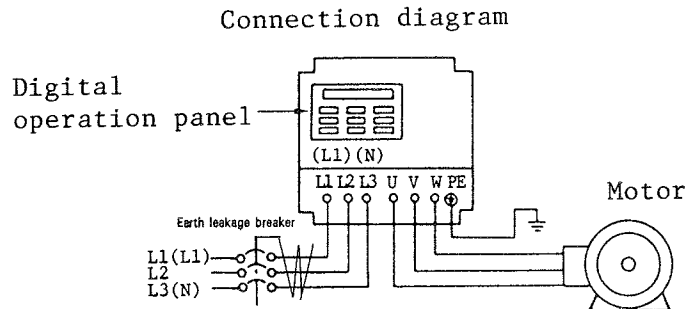 Connection diagram
Digital
operation panel
(L1)(N)
L1 L2 L3 U V W PE
Motor
Earth leakage breaker
L1(L1)
L2
L3(N)